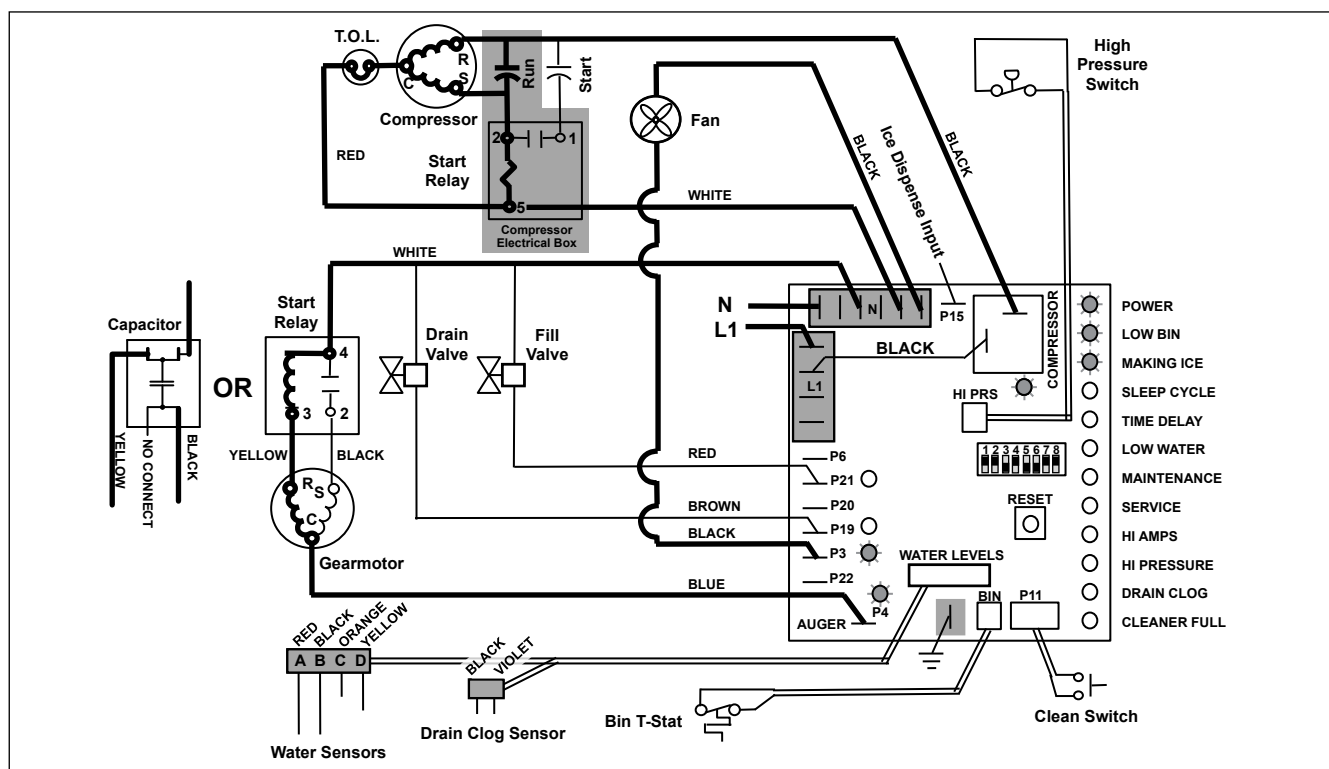 T.O.L.
R
S
C
Compressor
Run
Start
Fan
High
Pressure
Switch
RED
2
1
Start
Relay
5
Compressor
Electrical Box
WHITE
BLACK
BLACK
Ice Dispense Input
WHITE
Start
Relay
Capacitor
OR
4
3
2
YELLOW
NO CONNECT
BLACK
YELLOW
BLACK
R
S
C
Gearmotor
Drain
Valve
Fill
Valve
N
L1
N
P15
BLACK
L1
COMPRESSOR
HI PRS
1 2 3 4 5 6 7 8
RESET
POWER
LOW BIN
MAKING ICE
SLEEP CYCLE
TIME DELAY
LOW WATER
MAINTENANCE
SERVICE
HI AMPS
HI PRESSURE
DRAIN CLOG
CLEANER FULL
RED
P6
P21
BROWN
P20
P19
BLACK
P3
P22
BLUE
P4
AUGER
WATER LEVELS
BIN
P11
RED
BLACK
ORANGE
YELLOW
A B C D
Water Sensors
BLACK
VIOLET
Drain Clog Sensor
Bin T-Stat
Clean Switch